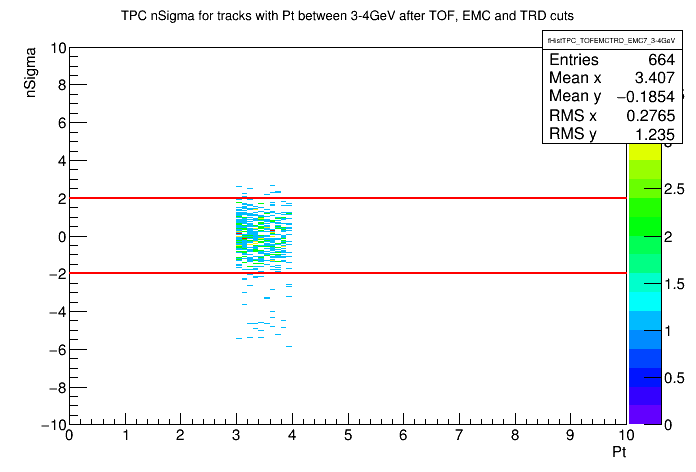 TPC nSigma for tracks with Pt between 3-4GeV after TOF, EMC and TRD cuts
nSigma
fHistTPC_TOFEMCTRD_EMC7_3-4GeV
Entries 664
Mean x 3.407
Mean y −0.1854
RMS x 0.2765
RMS y 1.235
10
8
6
4
2
0
−2
−4
−6
−8
−10
0 1 2 3 4 5 6 7 8 9 10
Pt
2.5
2
1.5
1
0.5
0